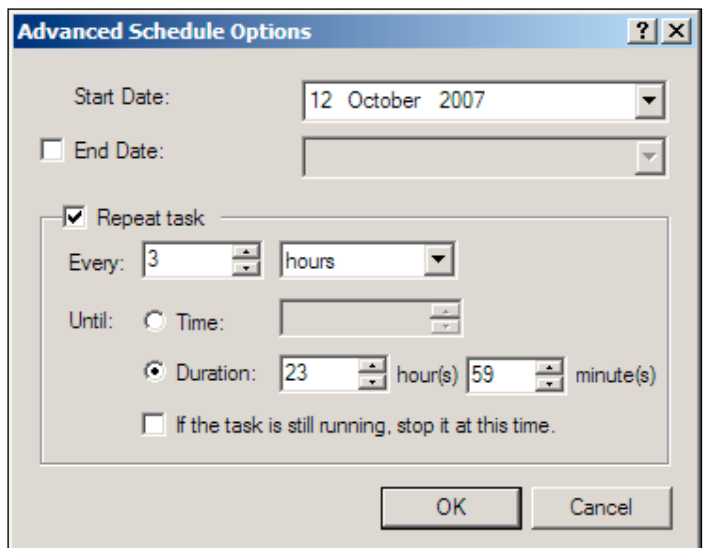 Advanced Schedule Options
Start Date: 12 October 2007
End Date:
Repeat task
Every: 3 hours
Until: Time:
Duration: 23 hour(s) 59 minute(s)
If the task is still running, stop it at this time.
OK Cancel